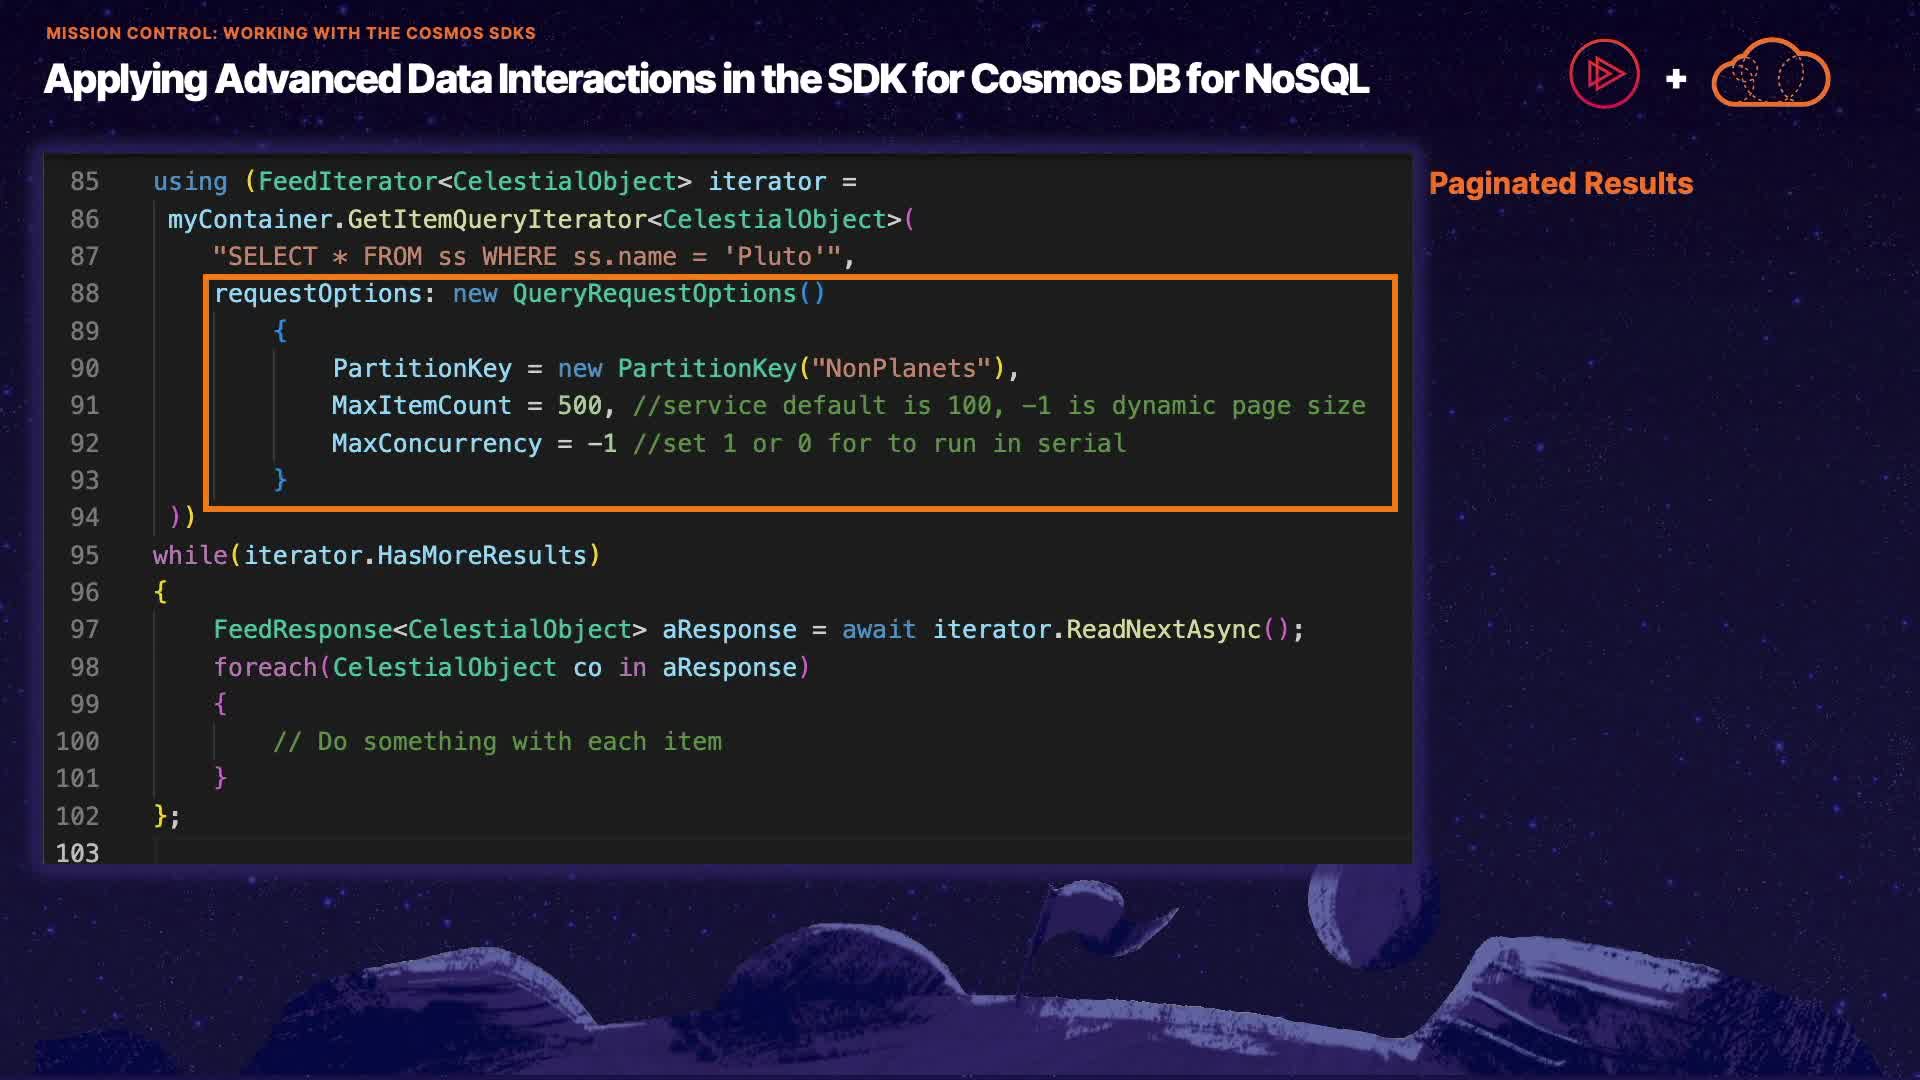 MISSION CONTROL: WORKING WITH THE COSMOS SDKS
Applying Advanced Data Interactions in the SDK for Cosmos DB for NoSQL
+
Paginated Results
85 using (FeedIterator<CelestialObject> iterator =
86 myContainer.GetItemQueryIterator<CelestialObject>(
87 "SELECT * FROM ss WHERE ss.name = 'Pluto'",
88 requestOptions: new QueryRequestOptions()
89 {
90 PartitionKey = new PartitionKey("NonPlanets"),
91 MaxItemCount = 500, //service default is 100, -1 is dynamic page size
92 MaxConcurrency = -1 //set 1 or 0 for to run in serial
93 }
94 ))
95 while(iterator.HasMoreResults)
96 {
97 FeedResponse<CelestialObject> aResponse = await iterator.ReadNextAsync();
98 foreach(CelestialObject co in aResponse)
99 {
100 // Do something with each item
101 }
102 };
103